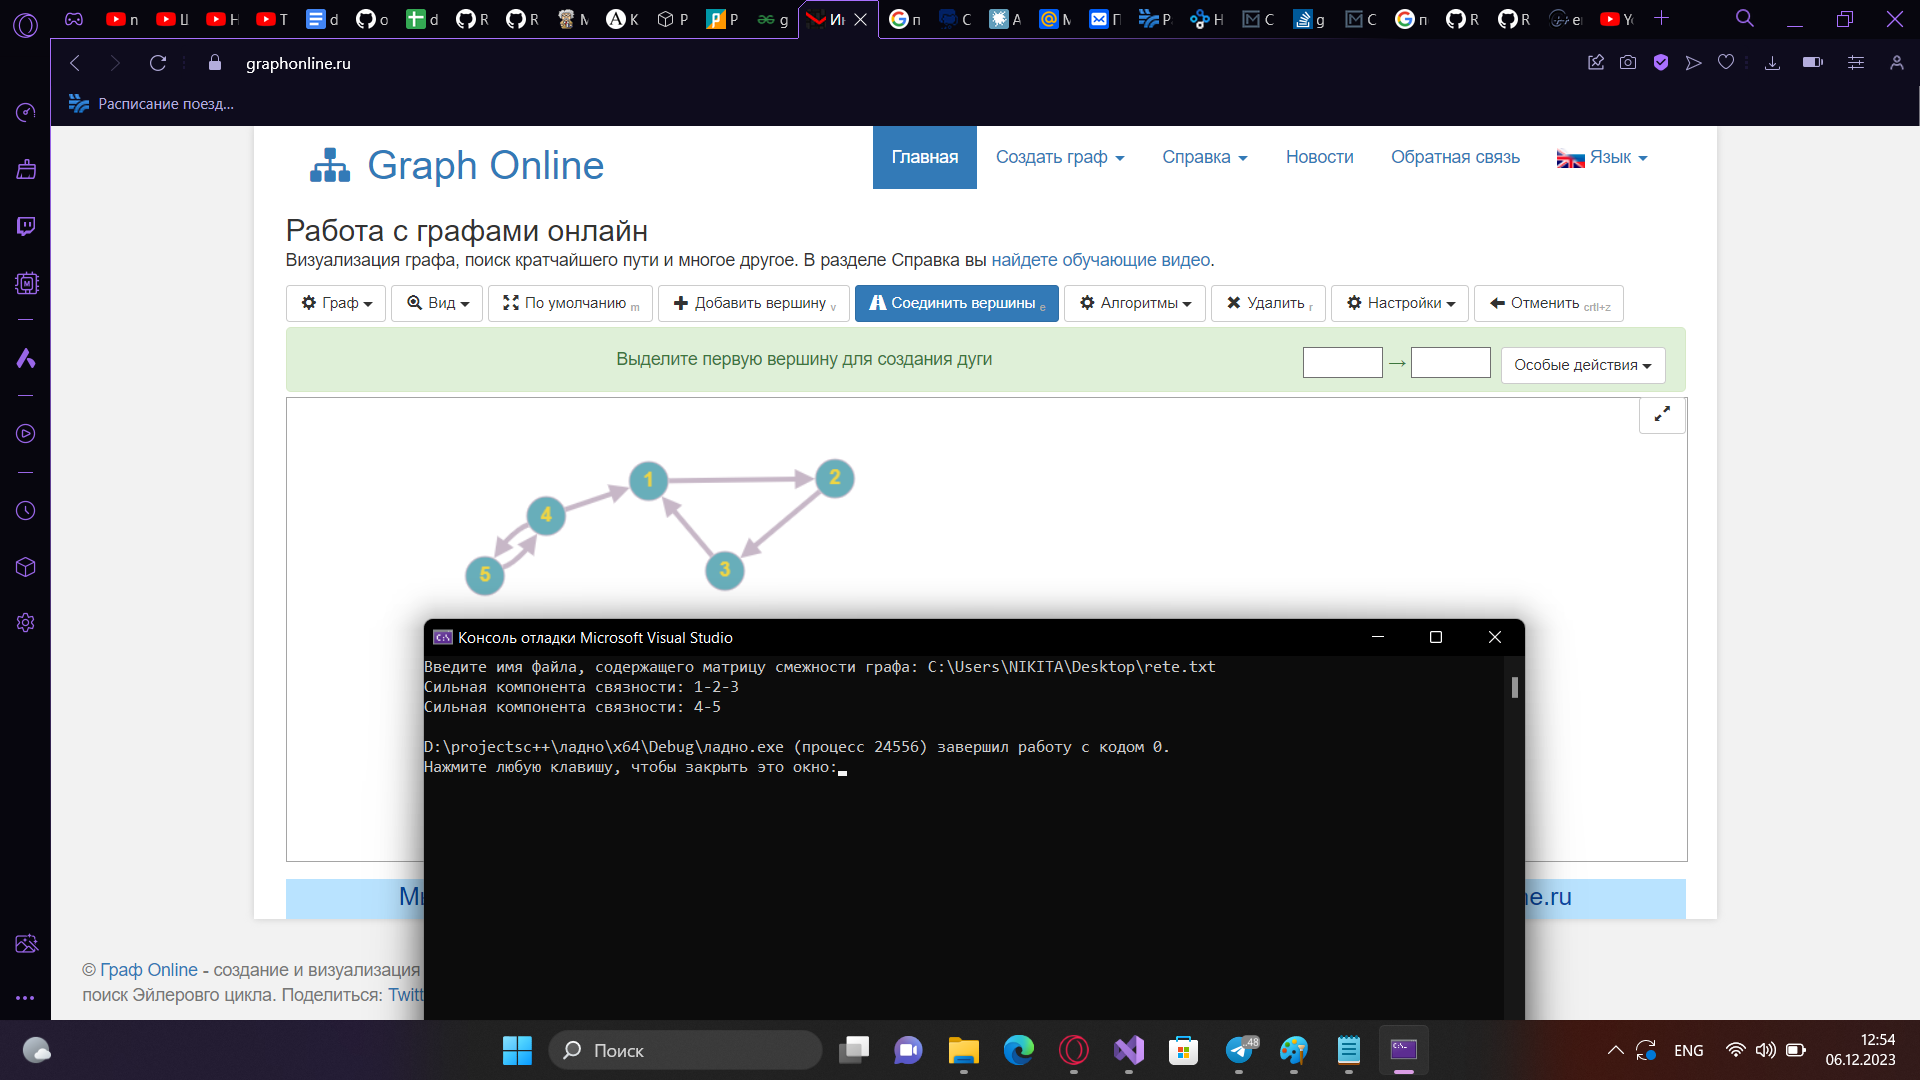 graphonline.ru
Расписание поезд...
Graph Online
Главная
Создать граф
Справка
Новости
Обратная связь
Язык
Работа с графами онлайн
Визуализация графа, поиск кратчайшего пути и многое другое. В разделе Справка вы найдете обучающие видео.
Граф
Вид
По умолчанию m
Добавить вершину v
Соединить вершины e
Алгоритмы
Удалить r
Настройки
Отменить crtl+z
Выделите первую вершину для создания дуги
Особые действия
1
2
4
3
5
Консоль отладки Microsoft Visual Studio
Введите имя файла, содержащего матрицу смежности графа: C:\Users\NIKITA\Desktop\rete.txt
Сильная компонента связности: 1-2-3
Сильная компонента связности: 4-5
D:\projectsc++\ладно\x64\Debug\ладно.exe (процесс 24556) завершил работу с кодом 0.
Нажмите любую клавишу, чтобы закрыть это окно:
e.ru
© Граф Online - создание и визуализация
поиск Эйлеровго цикла. Поделиться: Twitt
Поиск
48
ENG
12:54
06.12.2023